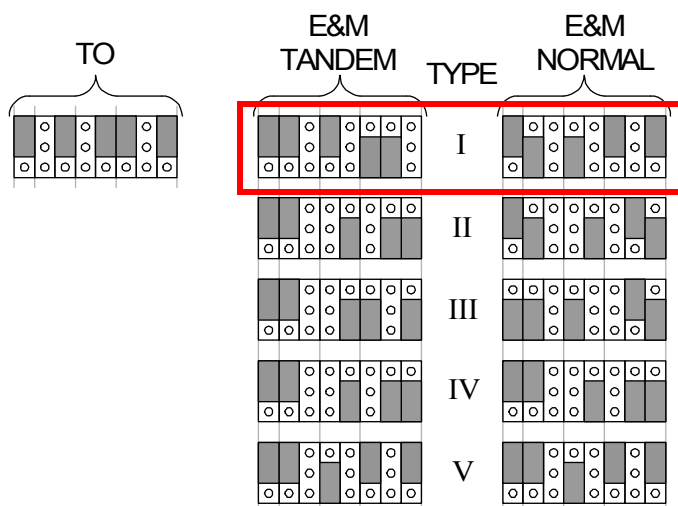 TO
E&M
TANDEM
TYPE
E&M
NORMAL
I
II
III
IV
V